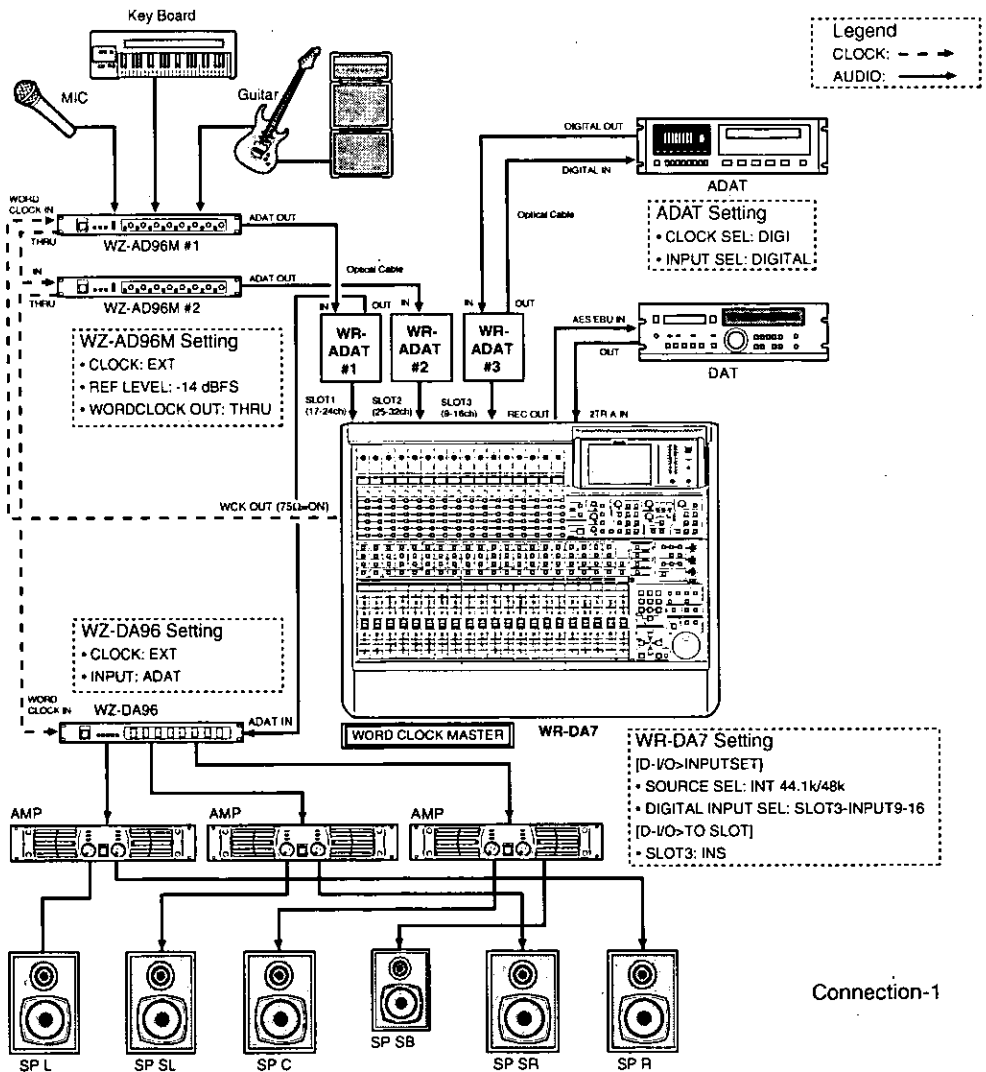 Key Board
MIC
Guitar
Legend
CLOCK:
AUDIO:
DIGITAL OUT
DIGITAL IN
ADAT
Optical Cable
ADAT Setting
• CLOCK SEL: DIGI
• INPUT SEL: DIGITAL
WORD
CLOCK IN
THRU
WZ-AD96M #1
ADAT OUT
IN
THRU
WZ-AD96M #2
ADAT OUT
Optical Cable
WZ-AD96M Setting
• CLOCK: EXT
• REF LEVEL: -14 dBFS
• WORDCLOCK OUT: THRU
IN
OUT
WR-
ADAT
#1
IN
WR-
ADAT
#2
IN
OUT
WR-
ADAT
#3
AES EBU IN
OUT
DAT
SLOT1
(17-24ch)
SLOT2
(25-32ch)
SLOT3
(9-16ch)
REC OUT
2TR A IN
WCK OUT (75Ω=ON)
WZ-DA96 Setting
• CLOCK: EXT
• INPUT: ADAT
WORD
CLOCK IN
WZ-DA96
ADAT IN
WORD CLOCK MASTER
WR-DA7
WR-DA7 Setting
[D-I/O>INPUTSET]
• SOURCE SEL: INT 44.1k/48k
• DIGITAL INPUT SEL: SLOT3-INPUT9-16
[D-I/O>TO SLOT]
• SLOT3: INS
AMP
AMP
AMP
SP L
SP SL
SP C
SP SB
SP SR
SP R
Connection-1